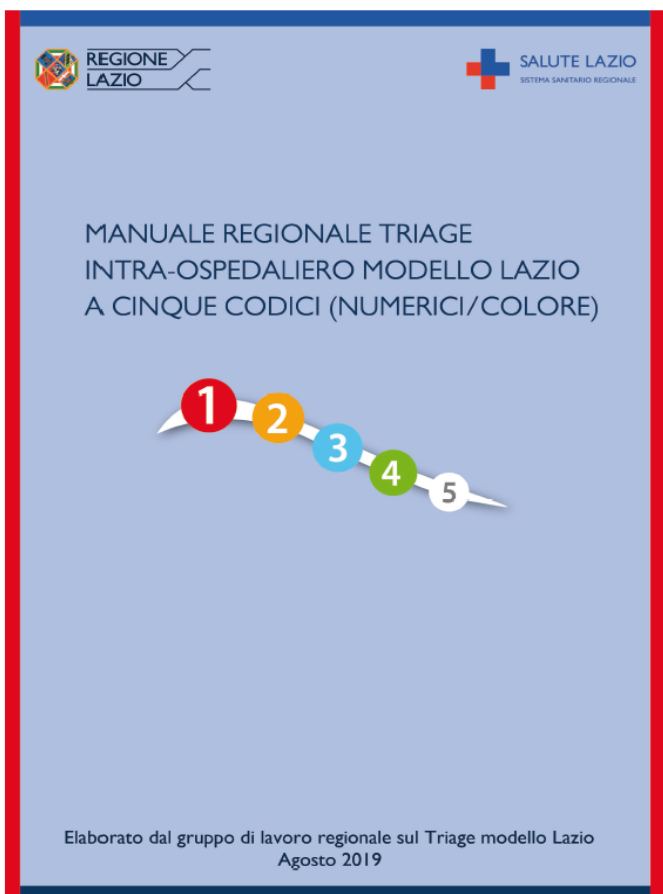 REGIONE
LAZIO
SALUTE LAZIO
SISTEMA SANITARIO REGIONALE
MANUALE REGIONALE TRIAGE
INTRA-OSPEDALIERO MODELLO LAZIO
A CINQUE CODICI (NUMERICI/COLORE)
1
2
3
4
5
Elaborato dal gruppo di lavoro regionale sul Triage modello Lazio
Agosto 2019